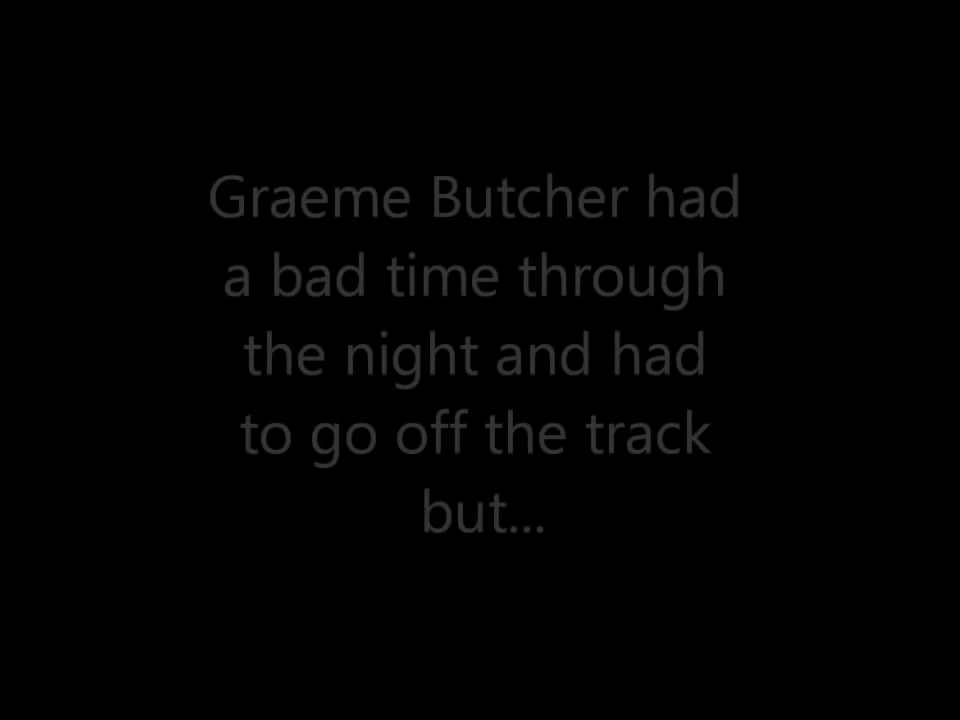 Graeme Butcher had
a bad time through
the night and had
to go off the track
but...